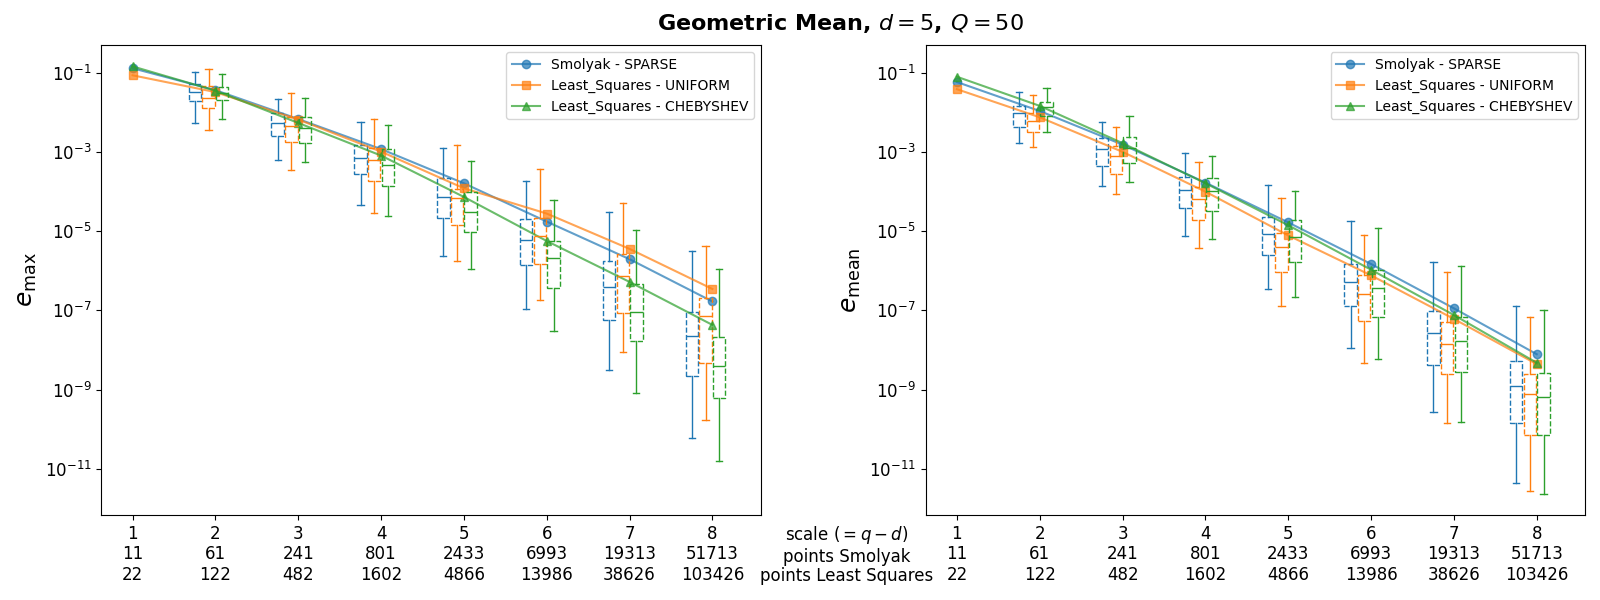 Geometric Mean, d = 5, Q = 50
Smolyak - SPARSE
Least_Squares - UNIFORM
Least_Squares - CHEBYSHEV
10⁻¹
10⁻³
10⁻⁵
10⁻⁷
10⁻⁹
10⁻¹¹
e_max
1 2 3 4 5 6 7 8
11 61 241 801 2433 6993 19313 51713
22 122 482 1602 4866 13986 38626 103426
scale (= q − d)
points Smolyak
points Least Squares
Smolyak - SPARSE
Least_Squares - UNIFORM
Least_Squares - CHEBYSHEV
10⁻¹
10⁻³
10⁻⁵
10⁻⁷
10⁻⁹
10⁻¹¹
e_mean
1 2 3 4 5 6 7 8
11 61 241 801 2433 6993 19313 51713
22 122 482 1602 4866 13986 38626 103426